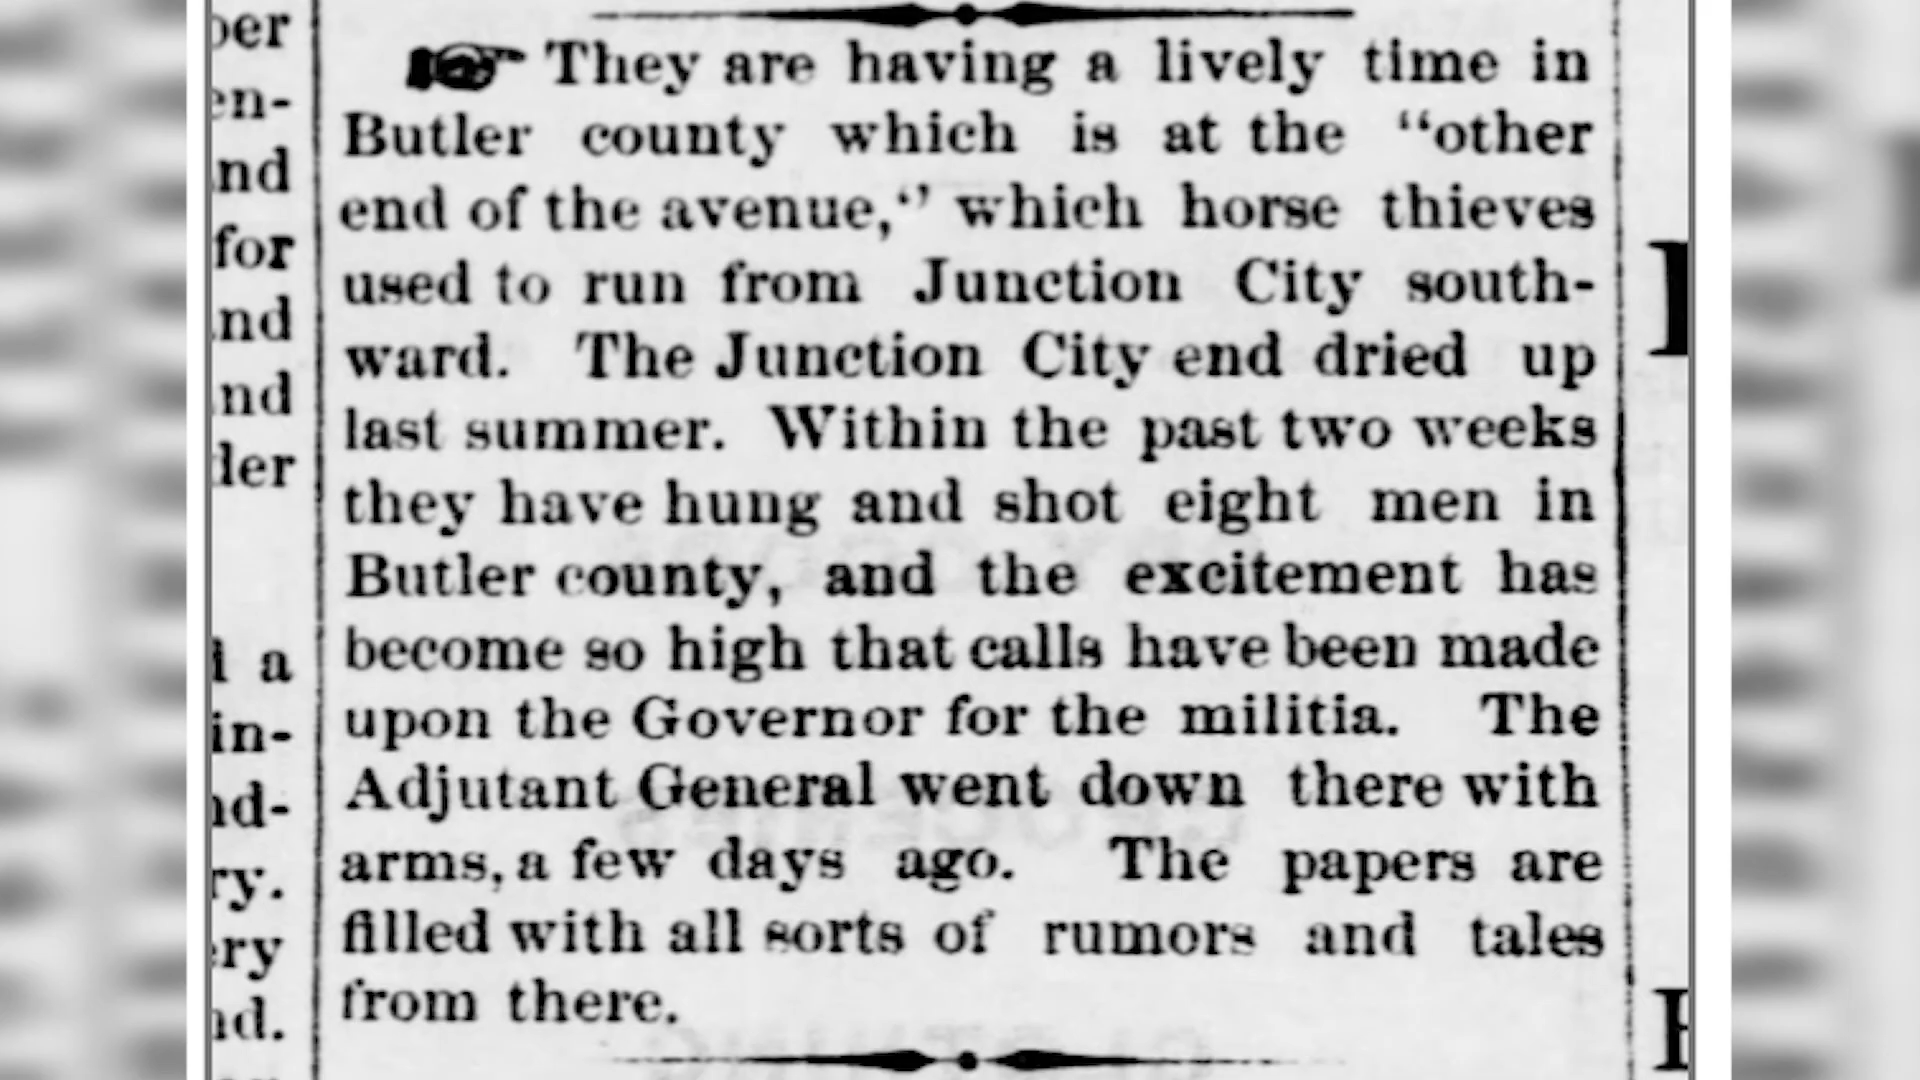 They are having a lively time in
Butler county which is at the "other
end of the avenue," which horse thieves
used to run from Junction City south-
ward. The Junction City end dried up
last summer. Within the past two weeks
they have hung and shot eight men in
Butler county, and the excitement has
become so high that calls have been made
upon the Governor for the militia. The
Adjutant General went down there with
arms, a few days ago. The papers are
filled with all sorts of rumors and tales
from there.